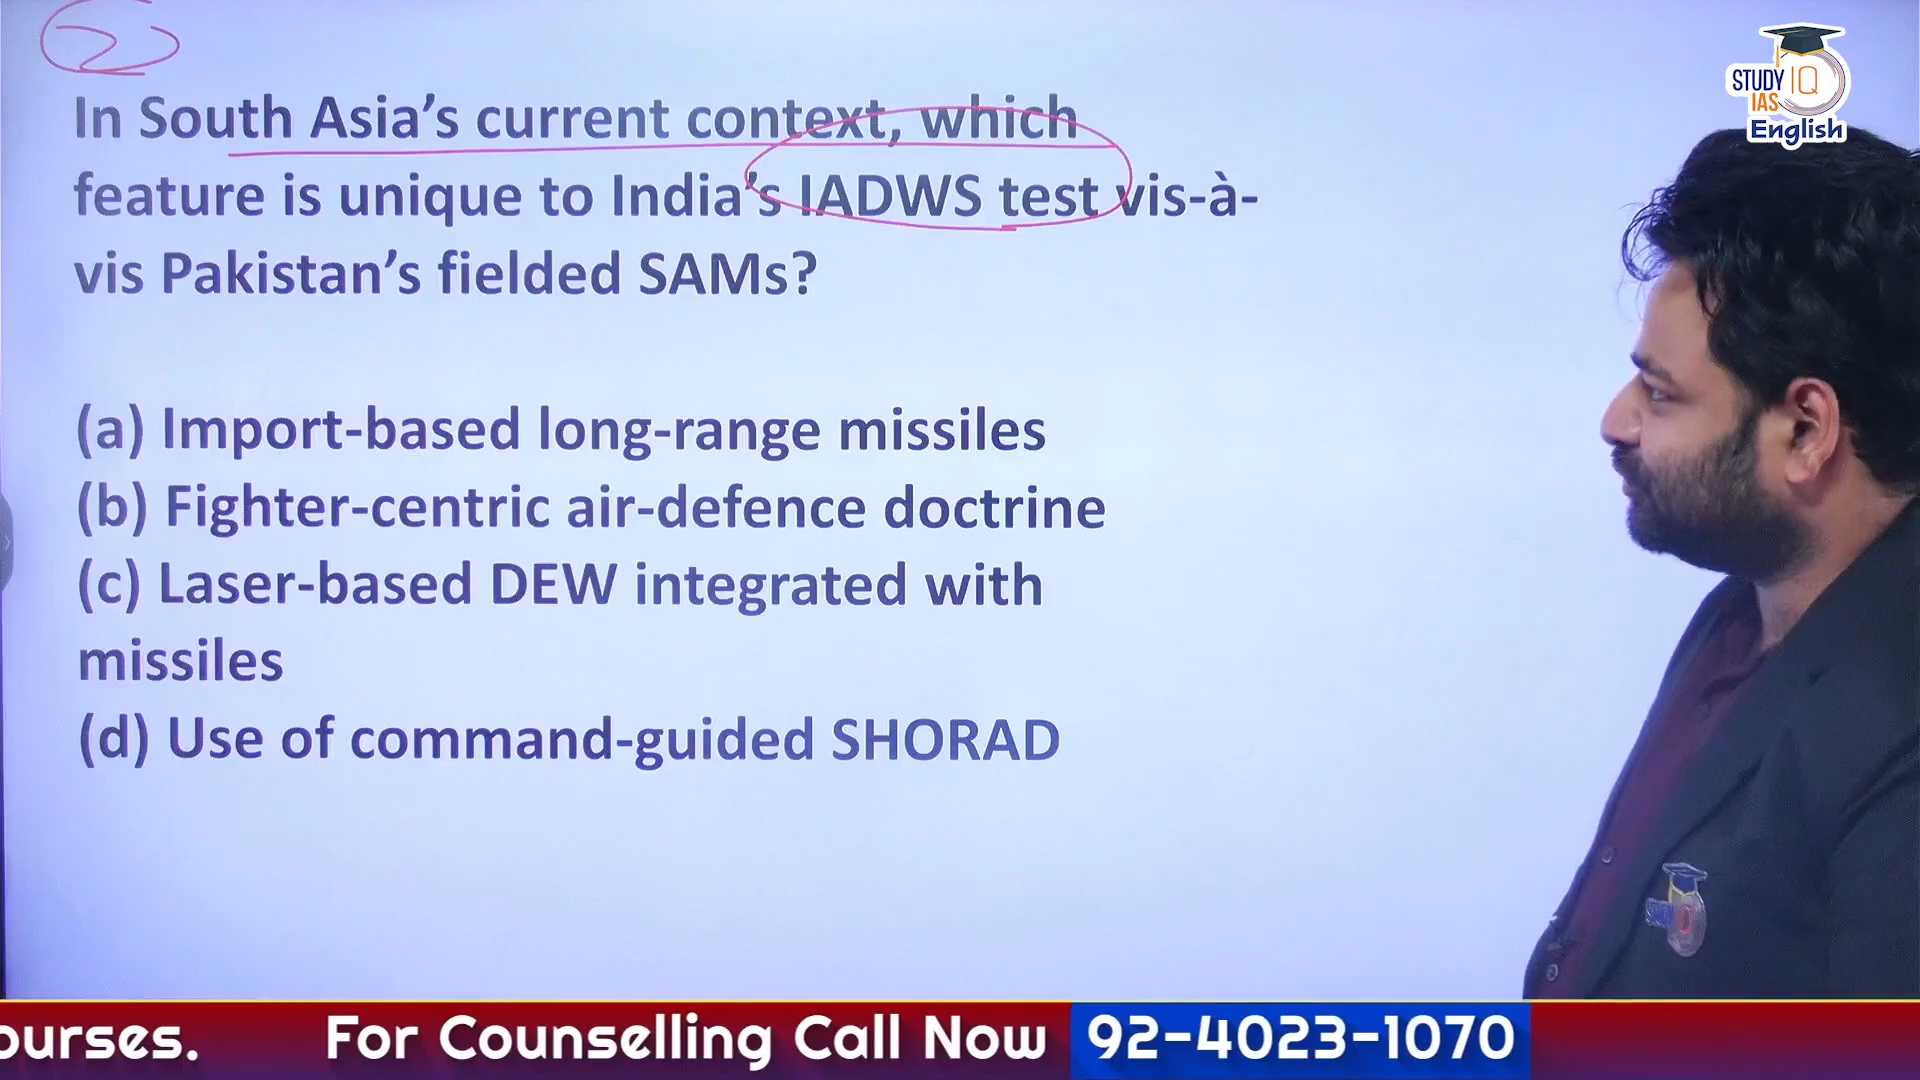 2
STUDY IQ
IAS
English
In South Asia’s current context, which
feature is unique to India’s IADWS test vis-à-
vis Pakistan’s fielded SAMs?
(a) Import-based long-range missiles
(b) Fighter-centric air-defence doctrine
(c) Laser-based DEW integrated with
missiles
(d) Use of command-guided SHORAD
ourses. For Counselling Call Now 92-4023-1070